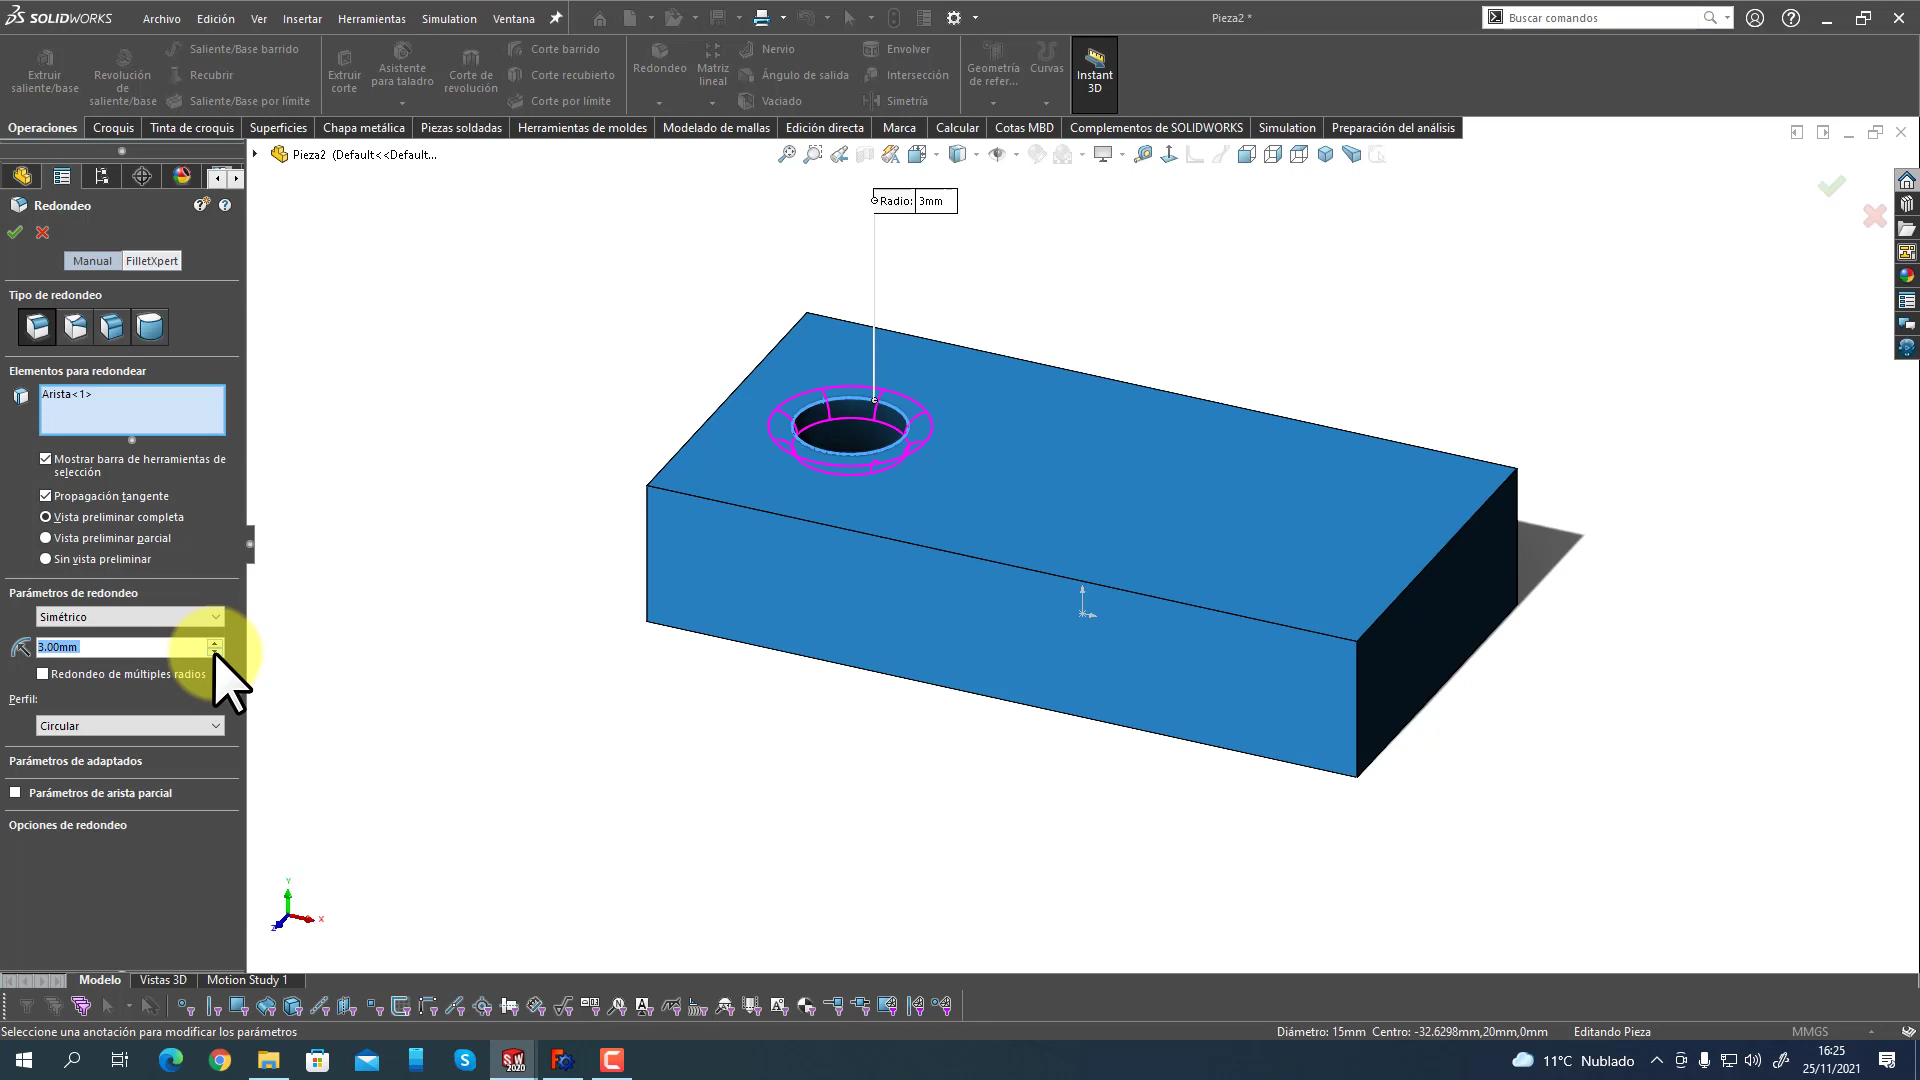 SOLIDWORKS
Archivo Edición Ver Insertar Herramientas Simulation Ventana
Pieza2 *
Buscar comandos
Extruir saliente/base
Revolución de saliente/base
Saliente/Base barrido
Recubrir
Saliente/Base por límite
Extruir corte
Asistente para taladro
Corte de revolución
Corte barrido
Corte recubierto
Corte por límite
Redondeo
Matriz lineal
Nervio
Ángulo de salida
Vaciado
Envolver
Intersección
Simetría
Geometría de refer...
Curvas
Instant 3D
Operaciones Croquis Tinta de croquis Superficies Chapa metálica Piezas soldadas Herramientas de moldes Modelado de mallas Edición directa Marca Calcular Cotas MBD Complementos de SOLIDWORKS Simulation Preparación del análisis
Pieza2 (Default<<Default...
Redondeo
Manual FilletXpert
Tipo de redondeo
Elementos para redondear
Arista<1>
Mostrar barra de herramientas de
selección
Propagación tangente
Vista preliminar completa
Vista preliminar parcial
Sin vista preliminar
Parámetros de redondeo
Simétrico
3.00mm
Redondeo de múltiples radios
Perfil:
Circular
Parámetros de adaptados
Parámetros de arista parcial
Opciones de redondeo
Radio: 3mm
Y
X
Z
Modelo Vistas 3D Motion Study 1
Seleccione una anotación para modificar los parámetros
Diámetro: 15mm Centro: -32.6298mm,20mm,0mm Editando Pieza MMGS
SW
2020
11°C Nublado
16:25
25/11/2021